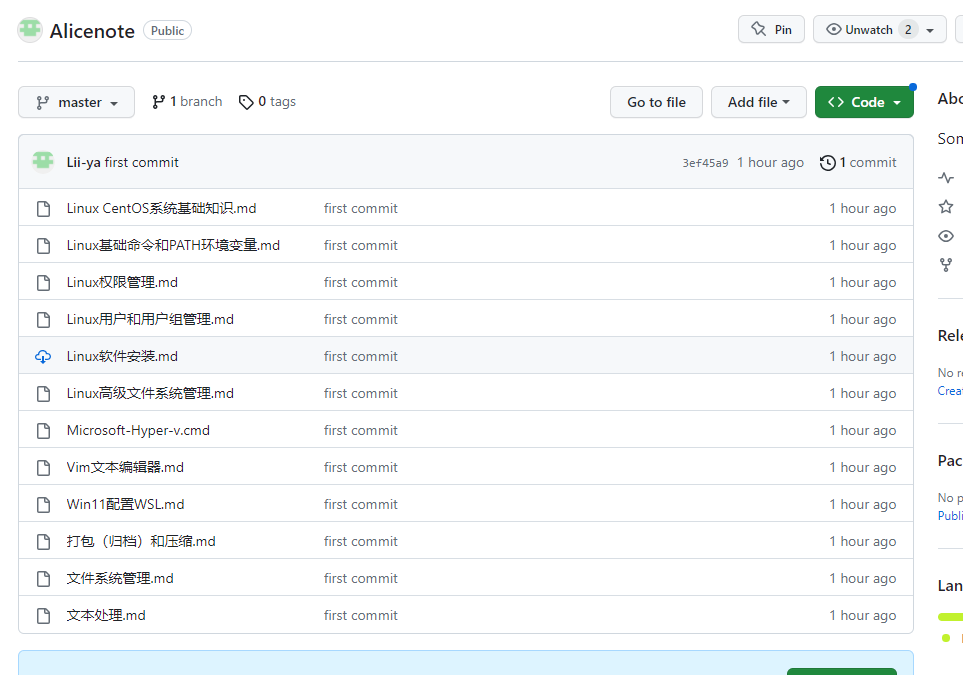 Alicenote Public Pin Unwatch 2
master 1 branch 0 tags Go to file Add file Code
Lii-ya first commit 3ef45a9 1 hour ago 1 commit
Linux CentOS系统基础知识.md first commit 1 hour ago
Linux基础命令和PATH环境变量.md first commit 1 hour ago
Linux权限管理.md first commit 1 hour ago
Linux用户和用户组管理.md first commit 1 hour ago
Linux软件安装.md first commit 1 hour ago
Linux高级文件系统管理.md first commit 1 hour ago
Microsoft-Hyper-v.cmd first commit 1 hour ago
Vim文本编辑器.md first commit 1 hour ago
Win11配置WSL.md first commit 1 hour ago
打包（归档）和压缩.md first commit 1 hour ago
文件系统管理.md first commit 1 hour ago
文本处理.md first commit 1 hour ago
No